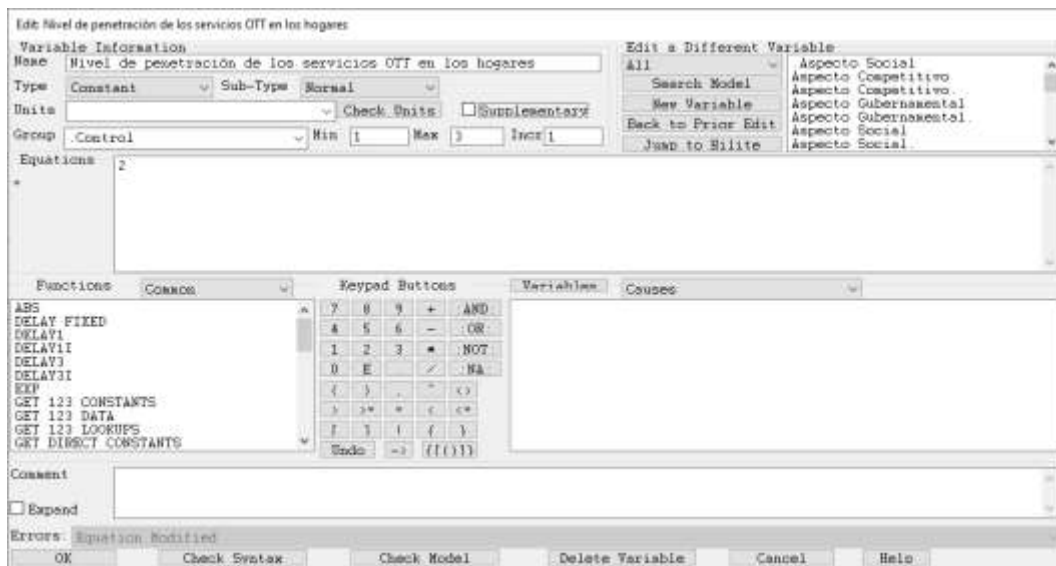 Edit: Nivel de penetración de los servicios OTT en los hogares
Variable Information
Name Nivel de penetración de los servicios OTT en los hogares
Type Constant Sub-Type Normal
Units Check Units Supplementary
Group .Control Min 1 Max 3 Incr 1
Edit a Different Variable
All
Search Model
New Variable
Back to Prior Edit
Jump to Hilite
Aspecto Social
Aspecto Competitivo
Aspecto Competitivo.
Aspecto Gubernamental
Aspecto Gubernamental.
Aspecto Social
Aspecto Social.
Equations 2
=
Functions Common
ABS
DELAY FIXED
DELAY1
DELAY1I
DELAY3
DELAY3I
EXP
GET 123 CONSTANTS
GET 123 DATA
GET 123 LOOKUPS
GET DIRECT CONSTANTS
Keypad Buttons
7 8 9 + :AND:
4 5 6 - :OR:
1 2 3 * :NOT:
0 E . / :NA:
( ) , ^ <>
> >= = < <=
[ ] ! { }
Undo -> {[()]}
Variables Causes
Comment
Expand
Errors: Equation Modified
OK Check Syntax Check Model Delete Variable Cancel Help